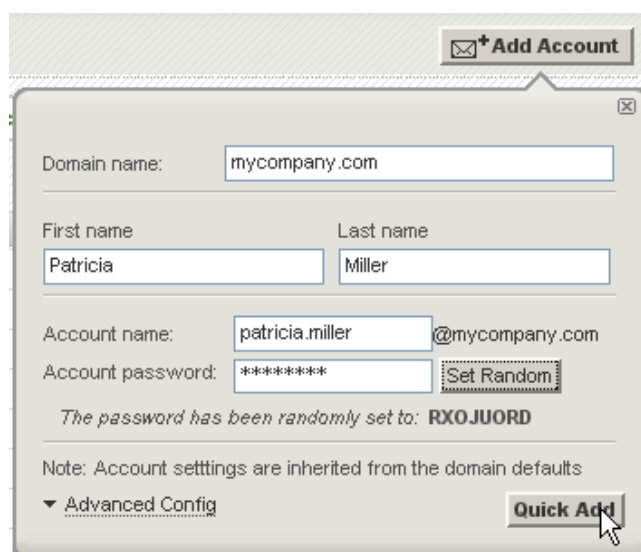 Add Account
Domain name: mycompany.com
First name Last name
Patricia Miller
Account name: patricia.miller @mycompany.com
Account password: ******** Set Random
The password has been randomly set to: RXOJUORD
Note: Account setttings are inherited from the domain defaults
Advanced Config Quick Add